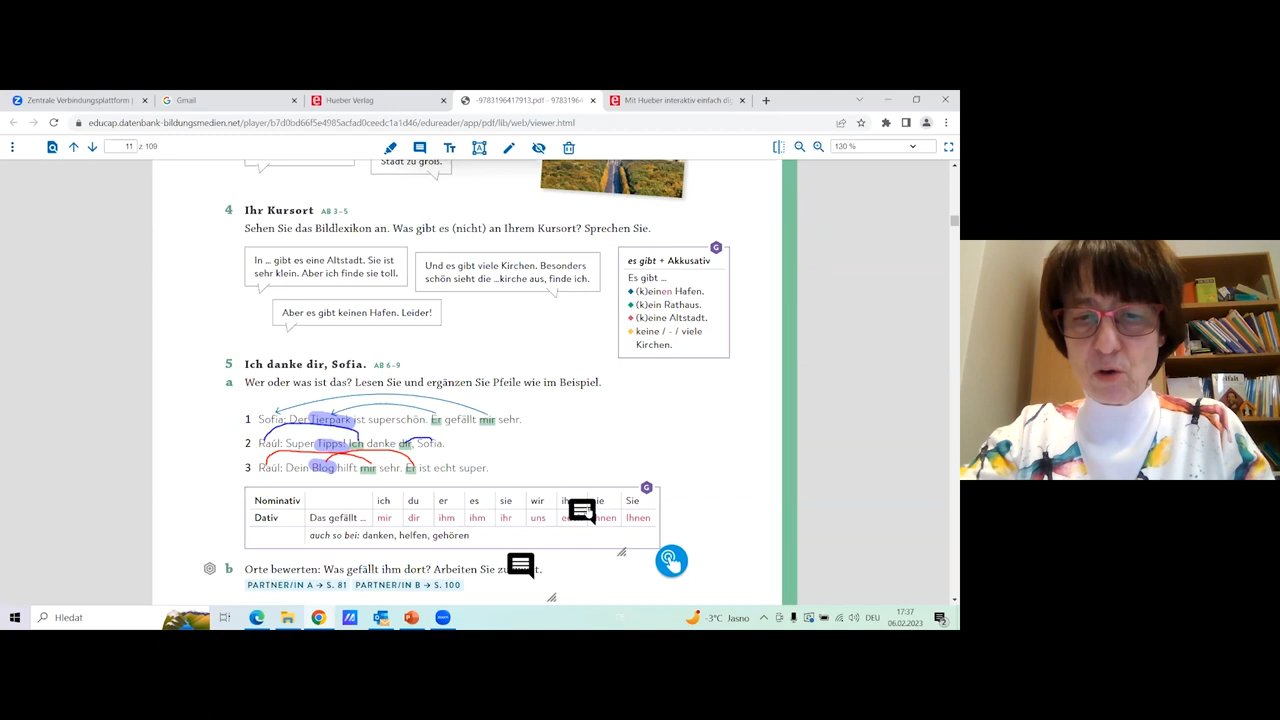 Zentrale Verbindungsplattform |
Gmail
Hueber Verlag
-9783196417913.pdf - 97831964
Mit Hueber interaktiv einfach di
educap.datenbank-bildungsmedien.net/player/b7d0bd66f5e4985acfad0ceedc1a1d46/edureader/app/pdf/lib/web/viewer.html
11 z 109
130 %
Stadt zu groß.
4 Ihr Kursort AB 3–5
Sehen Sie das Bildlexikon an. Was gibt es (nicht) an Ihrem Kursort? Sprechen Sie.
In ... gibt es eine Altstadt. Sie ist
sehr klein. Aber ich finde sie toll.
Und es gibt viele Kirchen. Besonders
schön sieht die ...kirche aus, finde ich.
Aber es gibt keinen Hafen. Leider!
G
es gibt + Akkusativ
Es gibt ...
(k)einen Hafen.
(k)ein Rathaus.
(k)eine Altstadt.
keine / - / viele
Kirchen.
5 Ich danke dir, Sofia. AB 6–9
a Wer oder was ist das? Lesen Sie und ergänzen Sie Pfeile wie im Beispiel.
1 Sofia: Der Tierpark ist superschön. Er gefällt mir sehr.
2 Raúl: Super Tipps! Ich danke dir, Sofia.
3 Raúl: Dein Blog hilft mir sehr. Er ist echt super.
G
Nominativ ich du er es sie wir Sie
Dativ Das gefällt ... mir dir ihm ihm ihr uns Ihnen
auch so bei: danken, helfen, gehören
b Orte bewerten: Was gefällt ihm dort? Arbeiten Sie
PARTNER/IN A → S. 81 PARTNER/IN B → S. 100
Hledat
-3°C Jasno
DEU
17:37
06.02.2023
2